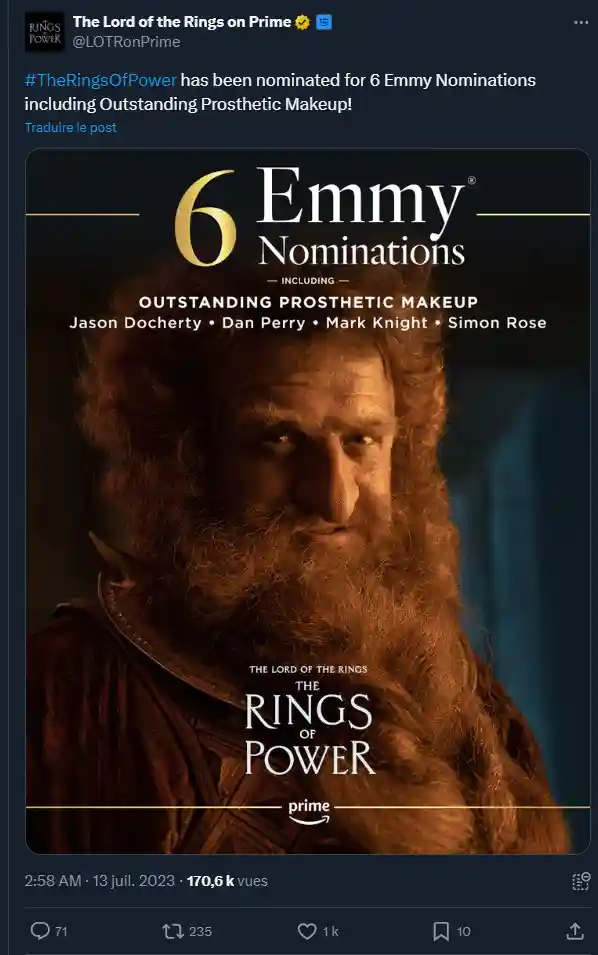 The Lord of the Rings on Prime
@LOTRonPrime
#TheRingsOfPower has been nominated for 6 Emmy Nominations
including Outstanding Prosthetic Makeup!
Traduire le post
6 Emmy®
Nominations
— INCLUDING —
OUTSTANDING PROSTHETIC MAKEUP
Jason Docherty • Dan Perry • Mark Knight • Simon Rose
THE LORD OF THE RINGS
THE
RINGS
OF
POWER
prime
2:58 AM · 13 juil. 2023 · 170,6 k vues
71 235 1 k 10